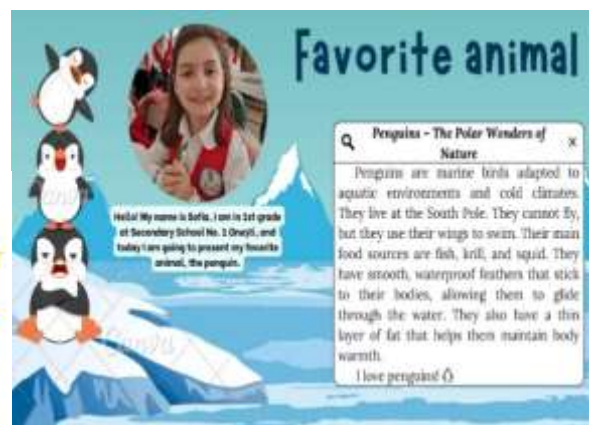 Favorite animal
Hello! My name is Sofia, I am in 1st grade
at Secondary School No. 1 Onești, and
today I am going to present my favorite
animal, the penguin.
Penguins – The Polar Wonders of
Nature
Penguins are marine birds adapted to
aquatic environments and cold climates.
They live at the South Pole. They cannot fly,
but they use their wings to swim. Their main
food sources are fish, krill, and squid. They
have smooth, waterproof feathers that stick
to their bodies, allowing them to glide
through the water. They also have a thin
layer of fat that helps them maintain body
warmth.
I love penguins!
Canva